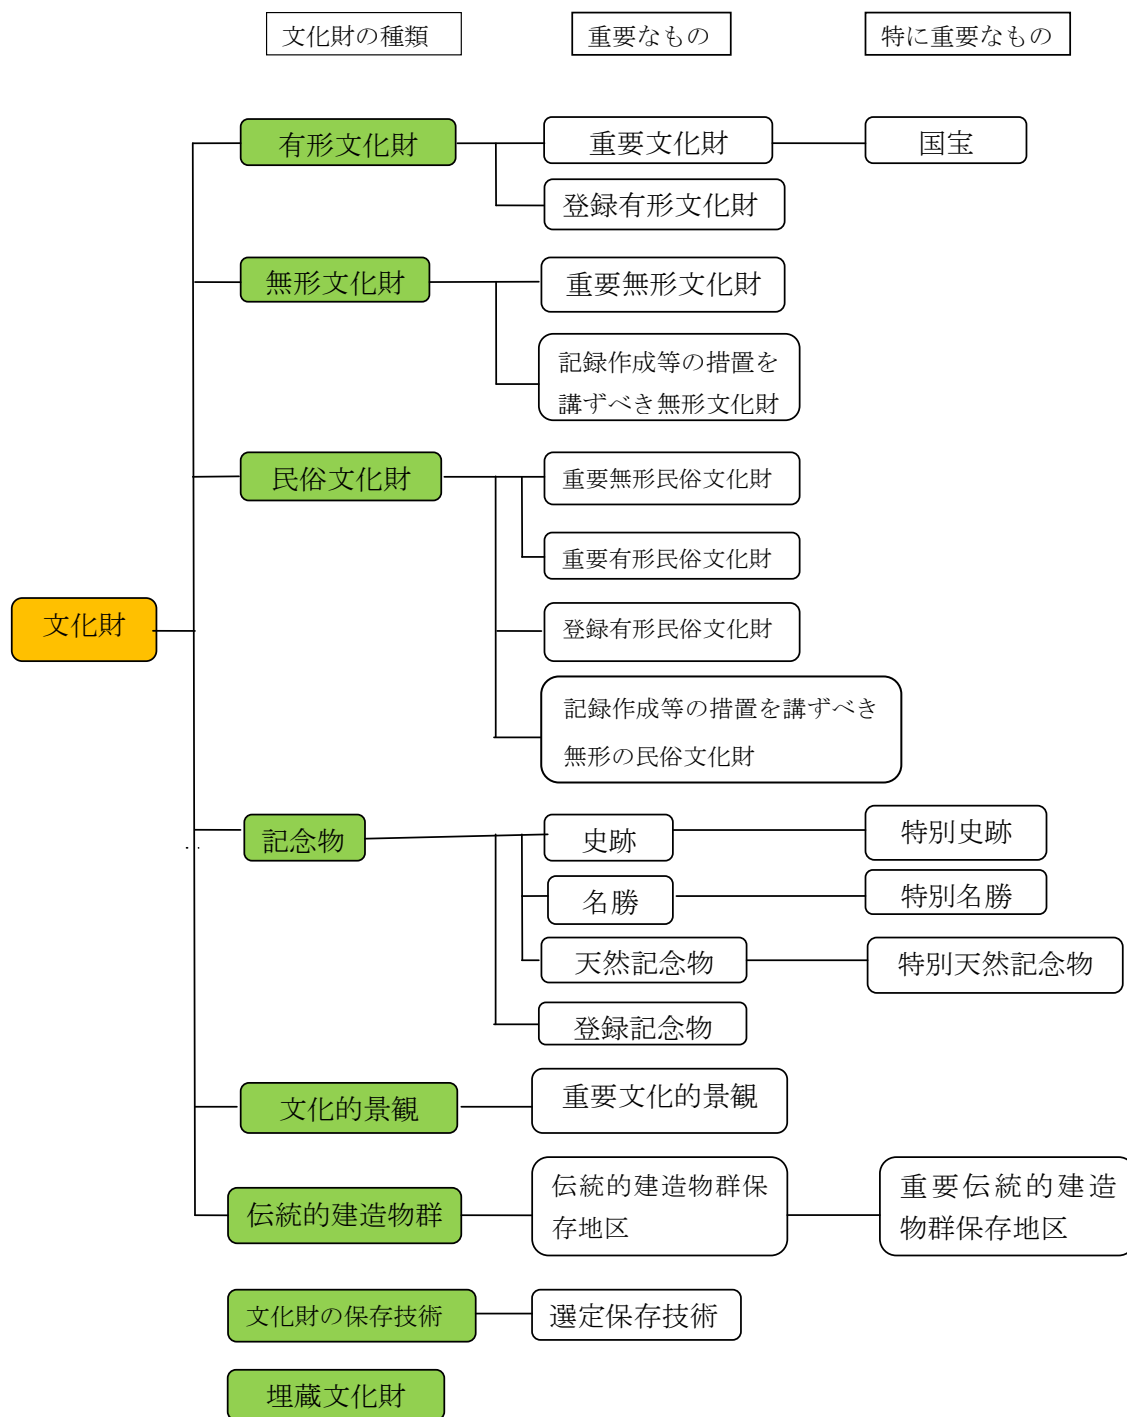 文化財の種類
重要なもの
特に重要なもの
有形文化財
重要文化財
国宝
登録有形文化財
無形文化財
重要無形文化財
記録作成等の措置を
講ずべき無形文化財
民俗文化財
重要無形民俗文化財
重要有形民俗文化財
登録有形民俗文化財
文化財
記録作成等の措置を講ずべき
無形の民俗文化財
記念物
史跡
特別史跡
名勝
特別名勝
天然記念物
特別天然記念物
登録記念物
文化的景観
重要文化的景観
伝統的建造物群
伝統的建造物群保
存地区
重要伝統的建造
物群保存地区
文化財の保存技術
選定保存技術
埋蔵文化財